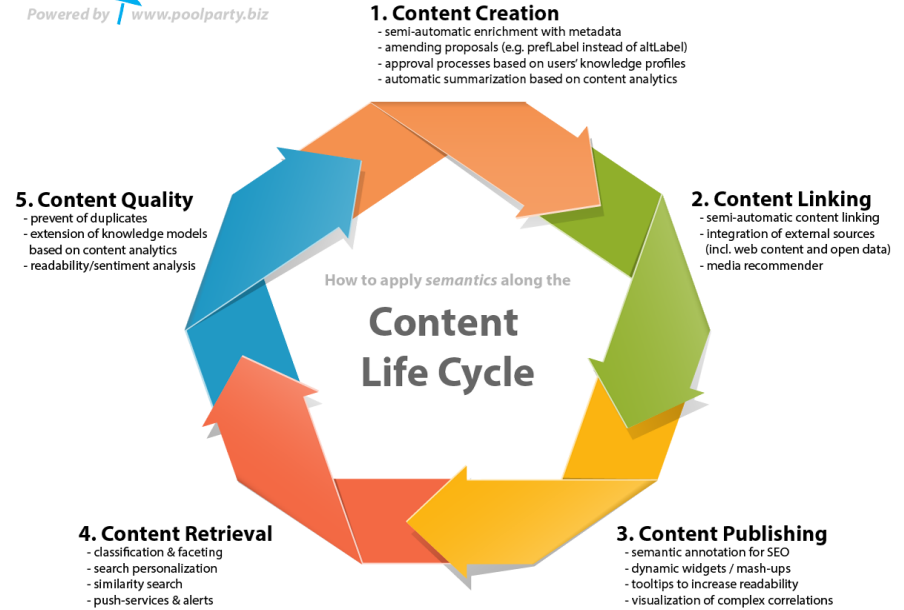 Powered by www.poolparty.biz
1. Content Creation
- semi-automatic enrichment with metadata
- amending proposals (e.g. prefLabel instead of altLabel)
- approval processes based on users' knowledge profiles
- automatic summarization based on content analytics
2. Content Linking
- semi-automatic content linking
- integration of external sources
(incl. web content and open data)
- media recommender
How to apply semantics along the
Content
Life Cycle
3. Content Publishing
- semantic annotation for SEO
- dynamic widgets / mash-ups
- tooltips to increase readability
- visualization of complex correlations
4. Content Retrieval
- classification & faceting
- search personalization
- similarity search
- push-services & alerts
5. Content Quality
- prevent of duplicates
- extension of knowledge models
based on content analytics
- readability/sentiment analysis